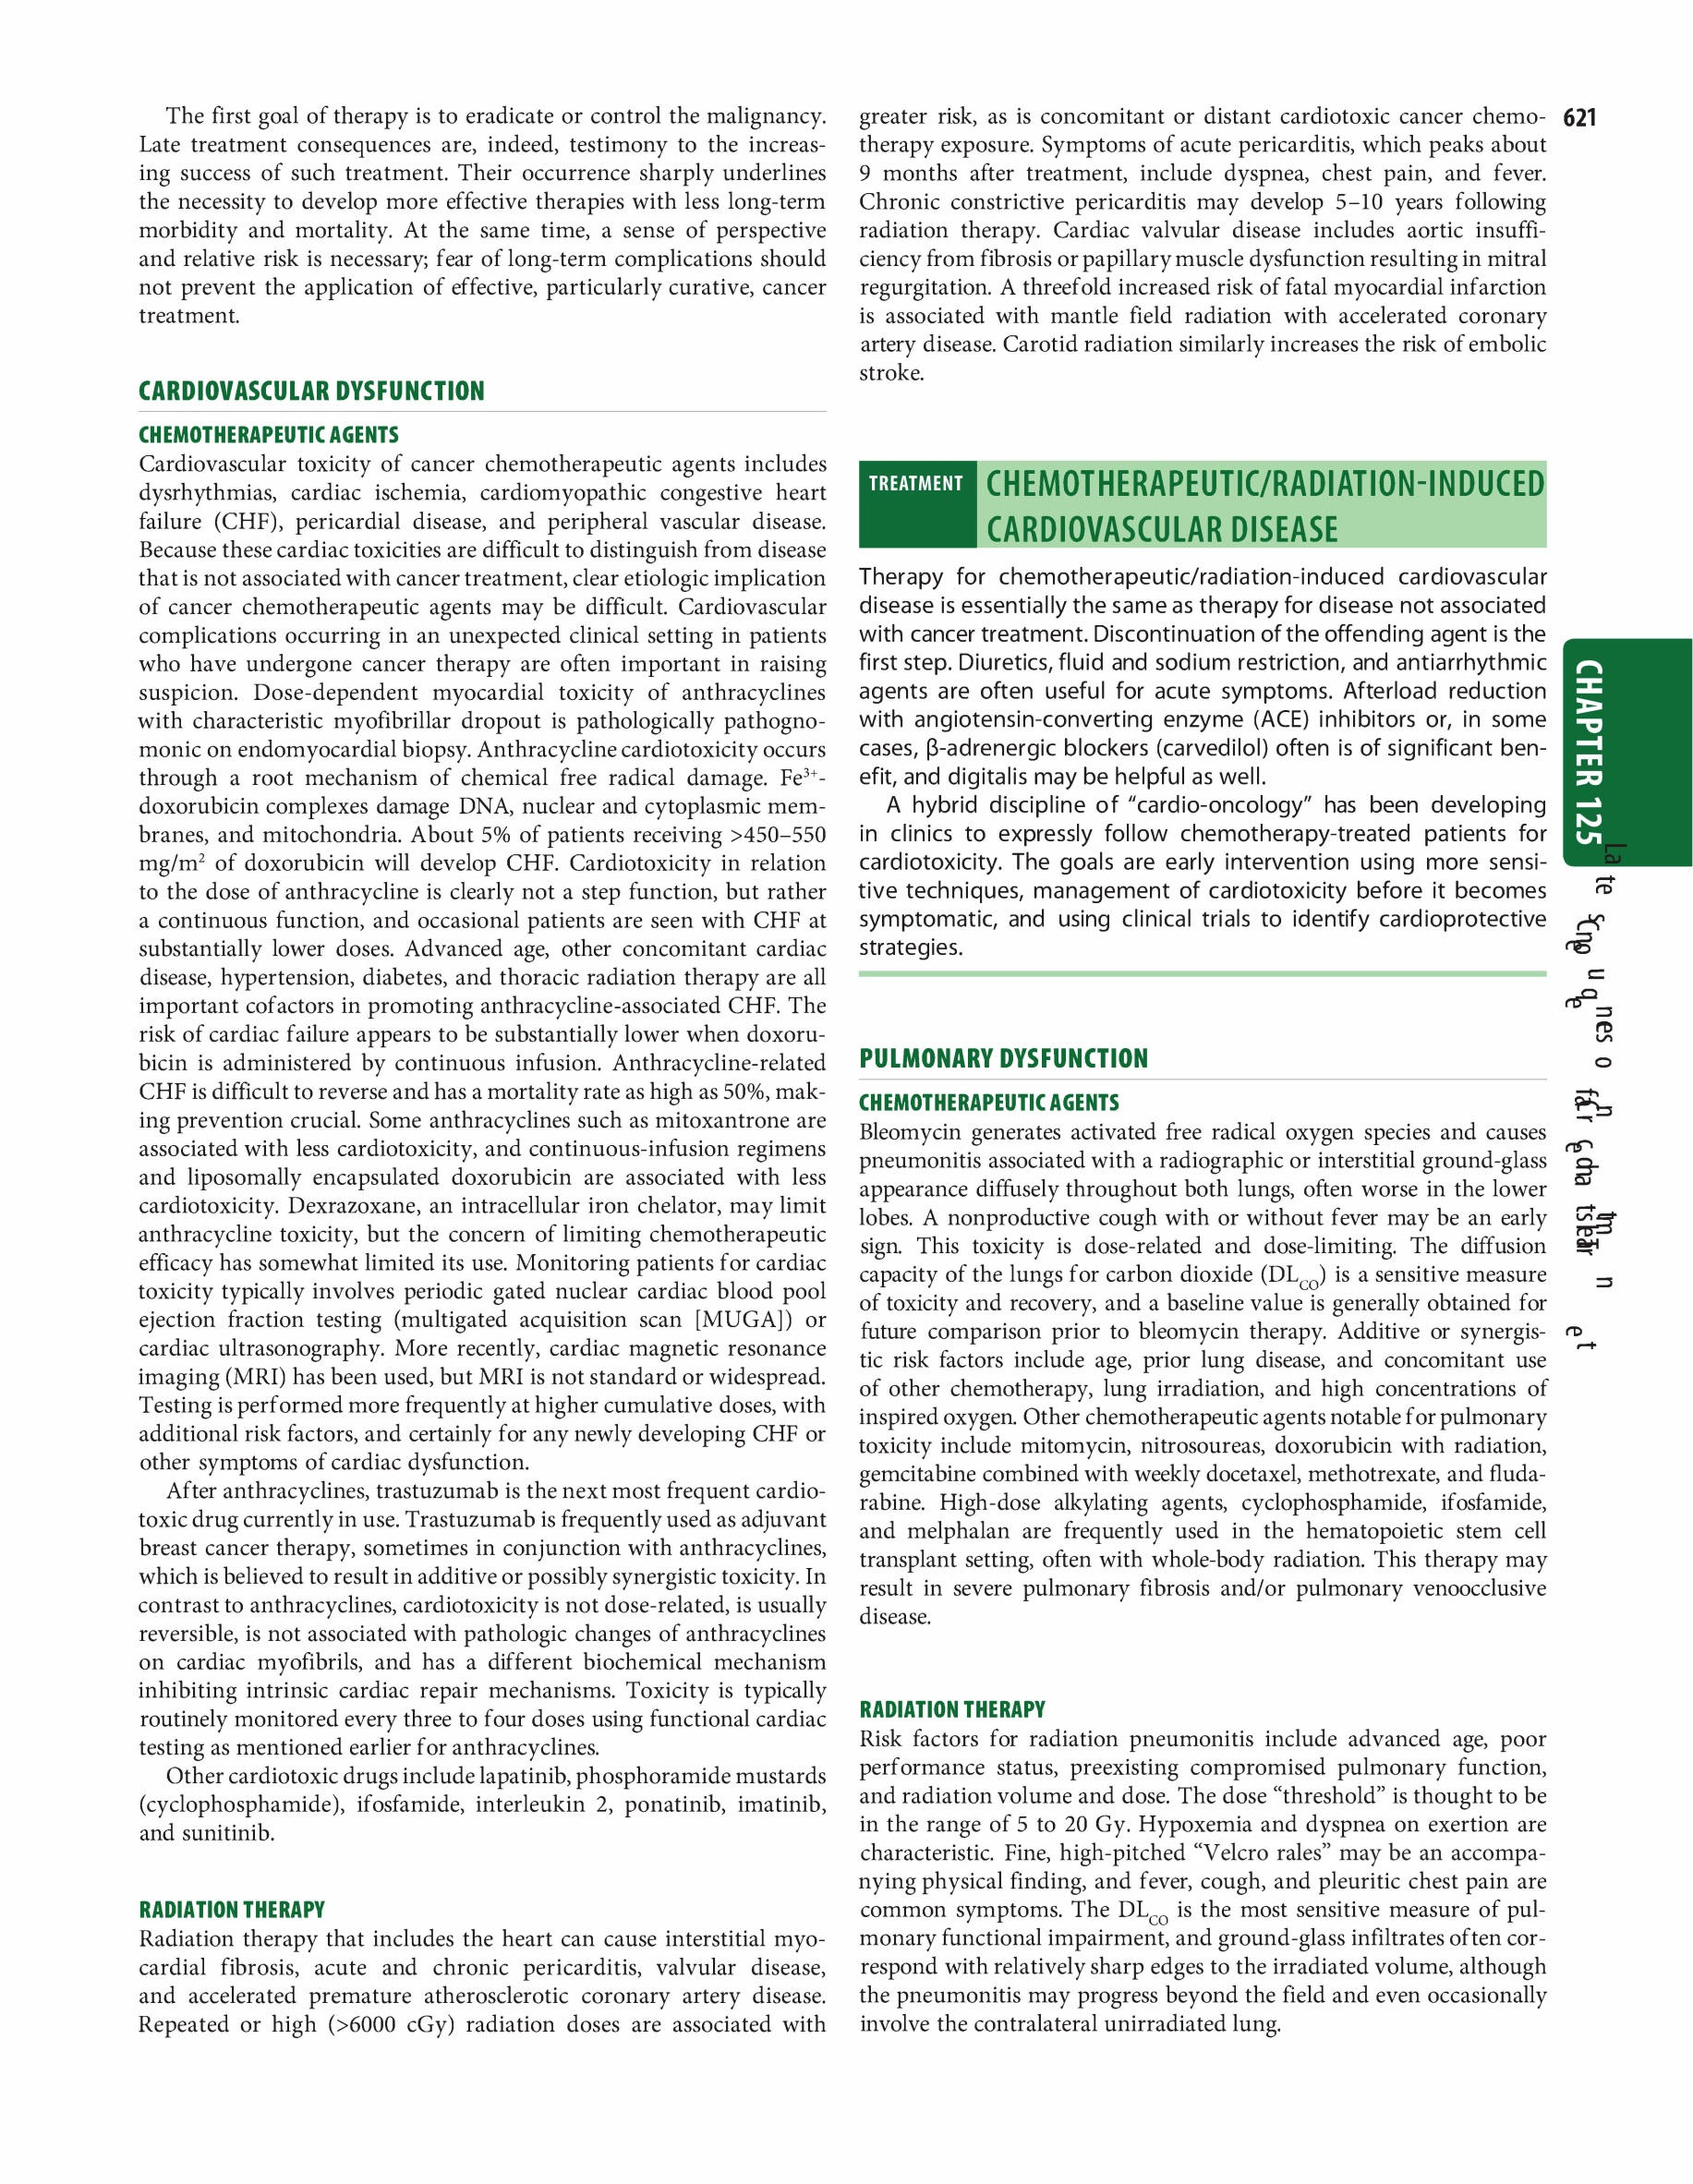 The first goal of therapy is to eradicate or control the malignancy.
Late treatment consequences are, indeed, testimony to the increas-
ing success of such treatment. Their occurrence sharply underlines
the necessity to develop more effective therapies with less long-term
morbidity and mortality. At the same time, a sense of perspective
and relative risk is necessary; fear of long-term complications should
not prevent the application of effective, particularly curative, cancer
treatment.
CARDIOVASCULAR DYSFUNCTION
CHEMOTHERAPEUTIC AGENTS
Cardiovascular toxicity of cancer chemotherapeutic agents includes
dysrhythmias, cardiac ischemia, cardiomyopathic congestive heart
failure (CHF), pericardial disease, and peripheral vascular disease.
Because these cardiac toxicities are difficult to distinguish from disease
that is not associated with cancer treatment, clear etiologic implication
of cancer chemotherapeutic agents may be difficult. Cardiovascular
complications occurring in an unexpected clinical setting in patients
who have undergone cancer therapy are often important in raising
suspicion. Dose-dependent myocardial toxicity of anthracyclines
with characteristic myofibrillar dropout is pathologically pathogno-
monic on endomyocardial biopsy. Anthracycline cardiotoxicity occurs
through a root mechanism of chemical free radical damage. Fe³⁺-
doxorubicin complexes damage DNA, nuclear and cytoplasmic mem-
branes, and mitochondria. About 5% of patients receiving >450–550
mg/m² of doxorubicin will develop CHF. Cardiotoxicity in relation
to the dose of anthracycline is clearly not a step function, but rather
a continuous function, and occasional patients are seen with CHF at
substantially lower doses. Advanced age, other concomitant cardiac
disease, hypertension, diabetes, and thoracic radiation therapy are all
important cofactors in promoting anthracycline-associated CHF. The
risk of cardiac failure appears to be substantially lower when doxoru-
bicin is administered by continuous infusion. Anthracycline-related
CHF is difficult to reverse and has a mortality rate as high as 50%, mak-
ing prevention crucial. Some anthracyclines such as mitoxantrone are
associated with less cardiotoxicity, and continuous-infusion regimens
and liposomally encapsulated doxorubicin are associated with less
cardiotoxicity. Dexrazoxane, an intracellular iron chelator, may limit
anthracycline toxicity, but the concern of limiting chemotherapeutic
efficacy has somewhat limited its use. Monitoring patients for cardiac
toxicity typically involves periodic gated nuclear cardiac blood pool
ejection fraction testing (multigated acquisition scan [MUGA]) or
cardiac ultrasonography. More recently, cardiac magnetic resonance
imaging (MRI) has been used, but MRI is not standard or widespread.
Testing is performed more frequently at higher cumulative doses, with
additional risk factors, and certainly for any newly developing CHF or
other symptoms of cardiac dysfunction.
After anthracyclines, trastuzumab is the next most frequent cardio-
toxic drug currently in use. Trastuzumab is frequently used as adjuvant
breast cancer therapy, sometimes in conjunction with anthracyclines,
which is believed to result in additive or possibly synergistic toxicity. In
contrast to anthracyclines, cardiotoxicity is not dose-related, is usually
reversible, is not associated with pathologic changes of anthracyclines
on cardiac myofibrils, and has a different biochemical mechanism
inhibiting intrinsic cardiac repair mechanisms. Toxicity is typically
routinely monitored every three to four doses using functional cardiac
testing as mentioned earlier for anthracyclines.
Other cardiotoxic drugs include lapatinib, phosphoramide mustards
(cyclophosphamide), ifosfamide, interleukin 2, ponatinib, imatinib,
and sunitinib.
RADIATION THERAPY
Radiation therapy that includes the heart can cause interstitial myo-
cardial fibrosis, acute and chronic pericarditis, valvular disease,
and accelerated premature atherosclerotic coronary artery disease.
Repeated or high (>6000 cGy) radiation doses are associated with
greater risk, as is concomitant or distant cardiotoxic cancer chemo-
therapy exposure. Symptoms of acute pericarditis, which peaks about
9 months after treatment, include dyspnea, chest pain, and fever.
Chronic constrictive pericarditis may develop 5–10 years following
radiation therapy. Cardiac valvular disease includes aortic insuffi-
ciency from fibrosis or papillary muscle dysfunction resulting in mitral
regurgitation. A threefold increased risk of fatal myocardial infarction
is associated with mantle field radiation with accelerated coronary
artery disease. Carotid radiation similarly increases the risk of embolic
stroke.
TREATMENT CHEMOTHERAPEUTIC/RADIATION-INDUCED
CARDIOVASCULAR DISEASE
Therapy for chemotherapeutic/radiation-induced cardiovascular
disease is essentially the same as therapy for disease not associated
with cancer treatment. Discontinuation of the offending agent is the
first step. Diuretics, fluid and sodium restriction, and antiarrhythmic
agents are often useful for acute symptoms. Afterload reduction
with angiotensin-converting enzyme (ACE) inhibitors or, in some
cases, β-adrenergic blockers (carvedilol) often is of significant ben-
efit, and digitalis may be helpful as well.
A hybrid discipline of “cardio-oncology” has been developing
in clinics to expressly follow chemotherapy-treated patients for
cardiotoxicity. The goals are early intervention using more sensi-
tive techniques, management of cardiotoxicity before it becomes
symptomatic, and using clinical trials to identify cardioprotective
strategies.
PULMONARY DYSFUNCTION
CHEMOTHERAPEUTIC AGENTS
Bleomycin generates activated free radical oxygen species and causes
pneumonitis associated with a radiographic or interstitial ground-glass
appearance diffusely throughout both lungs, often worse in the lower
lobes. A nonproductive cough with or without fever may be an early
sign. This toxicity is dose-related and dose-limiting. The diffusion
capacity of the lungs for carbon dioxide (DLCO) is a sensitive measure
of toxicity and recovery, and a baseline value is generally obtained for
future comparison prior to bleomycin therapy. Additive or synergis-
tic risk factors include age, prior lung disease, and concomitant use
of other chemotherapy, lung irradiation, and high concentrations of
inspired oxygen. Other chemotherapeutic agents notable for pulmonary
toxicity include mitomycin, nitrosoureas, doxorubicin with radiation,
gemcitabine combined with weekly docetaxel, methotrexate, and fluda-
rabine. High-dose alkylating agents, cyclophosphamide, ifosfamide,
and melphalan are frequently used in the hematopoietic stem cell
transplant setting, often with whole-body radiation. This therapy may
result in severe pulmonary fibrosis and/or pulmonary venoocclusive
disease.
RADIATION THERAPY
Risk factors for radiation pneumonitis include advanced age, poor
performance status, preexisting compromised pulmonary function,
and radiation volume and dose. The dose “threshold” is thought to be
in the range of 5 to 20 Gy. Hypoxemia and dyspnea on exertion are
characteristic. Fine, high-pitched “Velcro rales” may be an accompa-
nying physical finding, and fever, cough, and pleuritic chest pain are
common symptoms. The DLCO is the most sensitive measure of pul-
monary functional impairment, and ground-glass infiltrates often cor-
respond with relatively sharp edges to the irradiated volume, although
the pneumonitis may progress beyond the field and even occasionally
involve the contralateral unirradiated lung.
621
CHAPTER 125